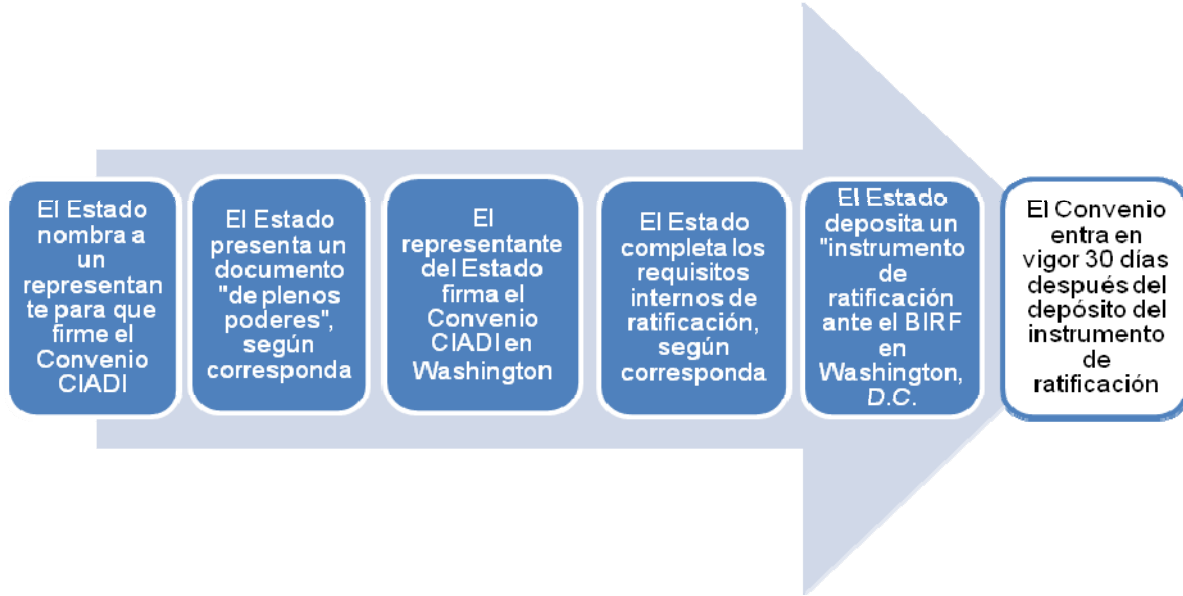 El Estado
nombra a
un
representan
te para que
firme el
Convenio
CIADI
El Estado
presenta un
documento
"de plenos
poderes",
según
corresponda
El
representante
del Estado
firma el
Convenio
CIADI en
Washington
El Estado
completa los
requisitos
internos de
ratificación,
según
corresponda
El Estado
deposita un
"instrumento
de
ratificación
ante el BIRF
en
Washington,
D.C.
El Convenio
entra en
vigor 30 días
después del
depósito del
instrumento
de
ratificación